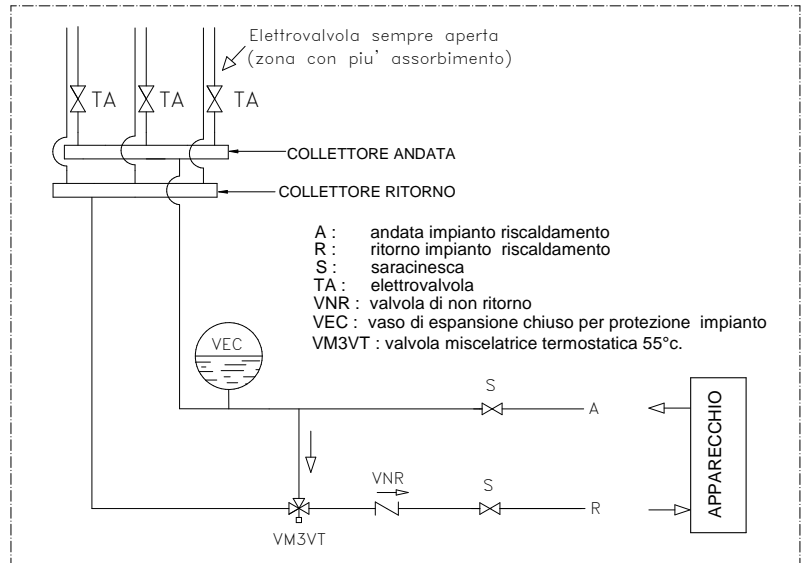 Elettrovalvola sempre aperta
(zona con piu' assorbimento)
TA TA TA
COLLETTORE ANDATA
COLLETTORE RITORNO
A : andata impianto riscaldamento
R : ritorno impianto riscaldamento
S : saracinesca
TA : elettrovalvola
VNR : valvola di non ritorno
VEC : vaso di espansione chiuso per protezione impianto
VM3VT : valvola miscelatrice termostatica 55°c.
VEC
S
A
APPARECCHIO
VNR
S
R
VM3VT